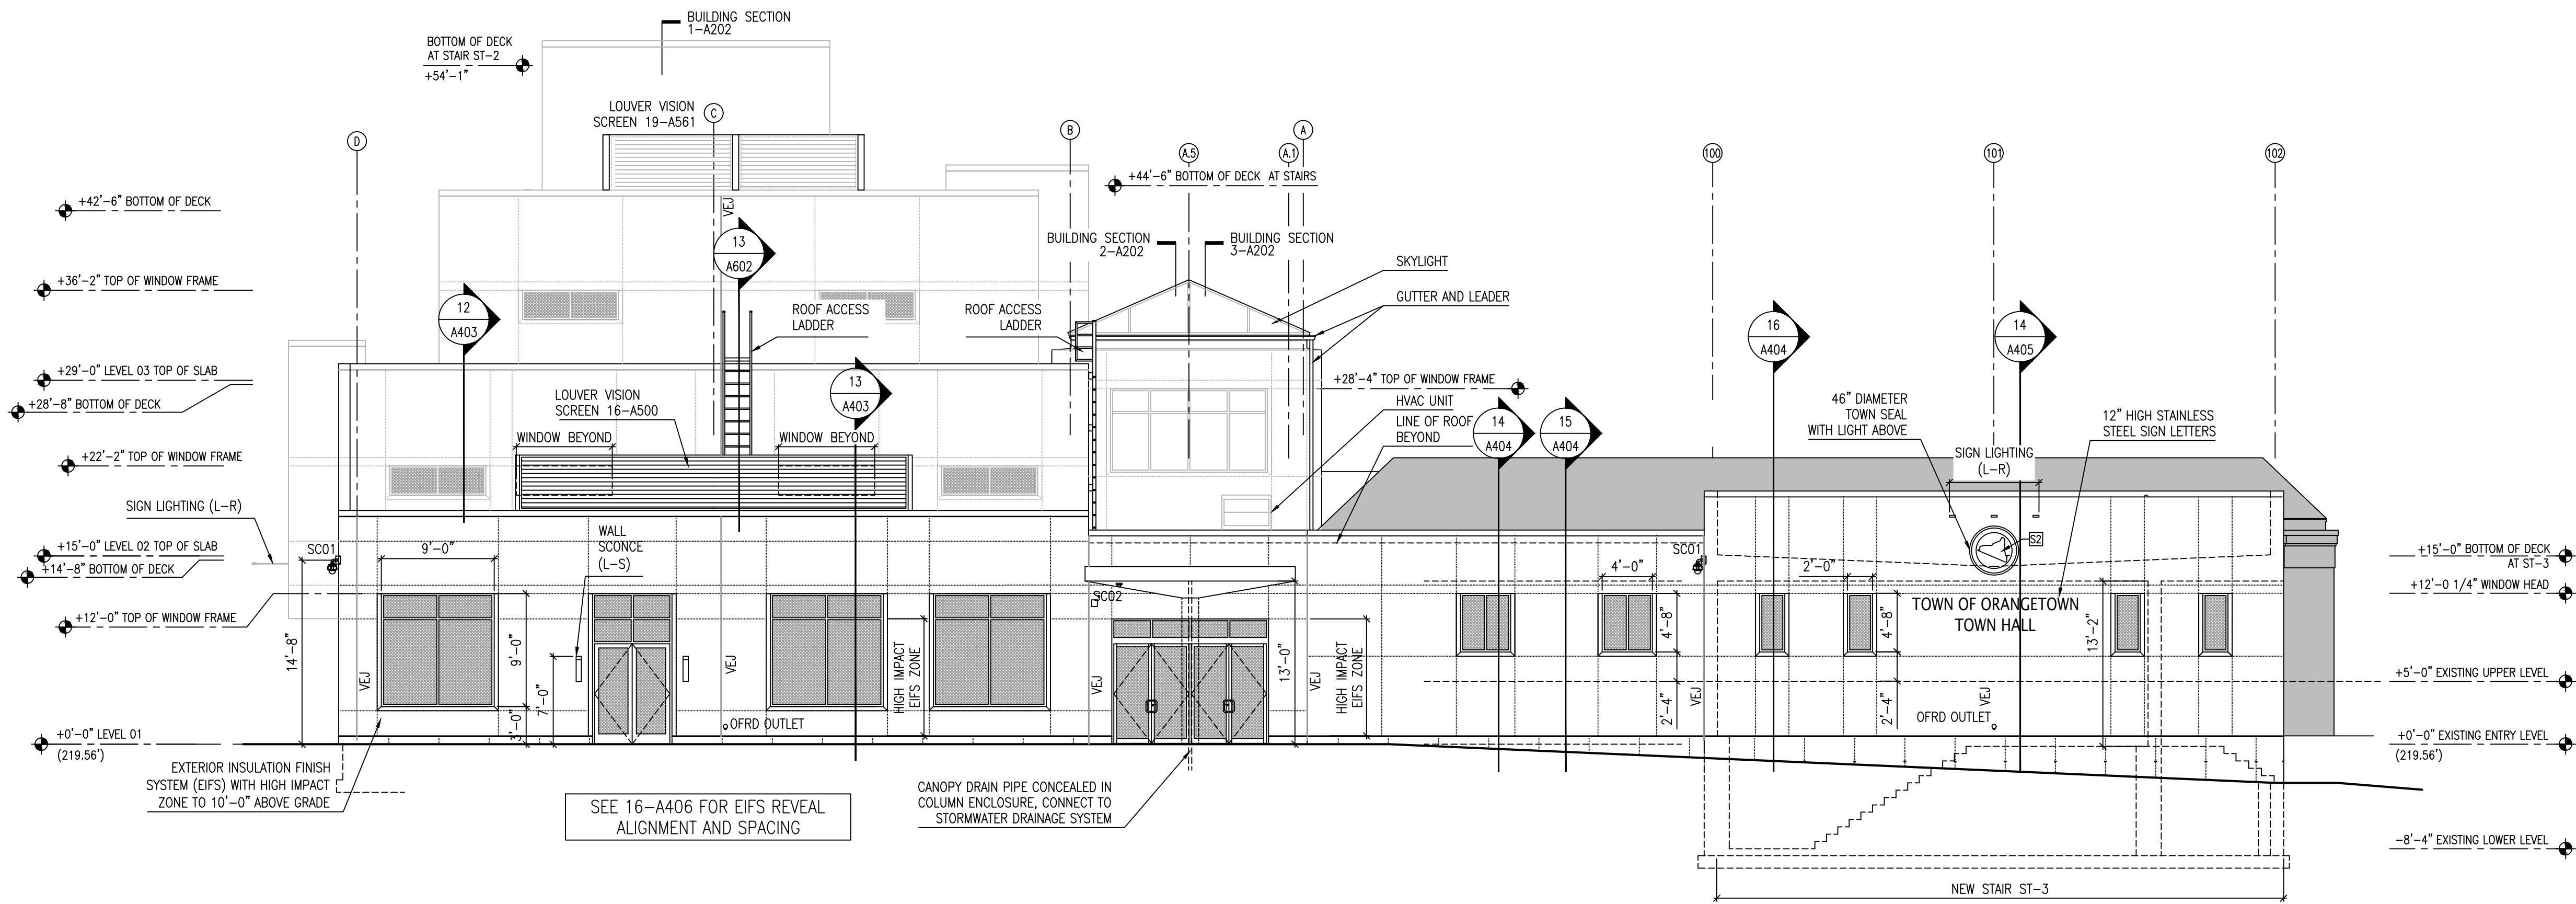 BUILDING SECTION
1-A202
BOTTOM OF DECK
AT STAIR ST-2
+54'-1"
LOUVER VISION
SCREEN 19-A561
D
C
B
A.5
A.1
A
100
101
102
+44'-6" BOTTOM OF DECK AT STAIRS
+42'-6" BOTTOM OF DECK
VEJ
13
A602
BUILDING SECTION
2-A202
BUILDING SECTION
3-A202
SKYLIGHT
+36'-2" TOP OF WINDOW FRAME
GUTTER AND LEADER
12
A403
ROOF ACCESS
LADDER
ROOF ACCESS
LADDER
16
A404
14
A405
+29'-0" LEVEL 03 TOP OF SLAB
+28'-8" BOTTOM OF DECK
13
A403
+28'-4" TOP OF WINDOW FRAME
LOUVER VISION
SCREEN 16-A500
HVAC UNIT
LINE OF ROOF
BEYOND
14
A404
15
A404
46" DIAMETER
TOWN SEAL
WITH LIGHT ABOVE
12" HIGH STAINLESS
STEEL SIGN LETTERS
WINDOW BEYOND
WINDOW BEYOND
+22'-2" TOP OF WINDOW FRAME
SIGN LIGHTING
(L-R)
SIGN LIGHTING (L-R)
WALL
SCONCE
(L-S)
S2
SC01
9'-0"
SC01
+15'-0" LEVEL 02 TOP OF SLAB
+14'-8" BOTTOM OF DECK
+15'-0" BOTTOM OF DECK
AT ST-3
4'-0"
2'-0"
+12'-0 1/4" WINDOW HEAD
SC02
TOWN OF ORANGETOWN
TOWN HALL
+12'-0" TOP OF WINDOW FRAME
14'-8"
VEJ
9'-0"
3'-0"
7'-0"
VEJ
HIGH IMPACT
EIFS ZONE
VEJ
13'-0"
VEJ
HIGH IMPACT
EIFS ZONE
4'-8"
2'-4"
VEJ
4'-8"
2'-4"
VEJ
13'-2"
+5'-0" EXISTING UPPER LEVEL
OFRD OUTLET
OFRD OUTLET
+0'-0" LEVEL 01
(219.56')
+0'-0" EXISTING ENTRY LEVEL
(219.56')
EXTERIOR INSULATION FINISH
SYSTEM (EIFS) WITH HIGH IMPACT
ZONE TO 10'-0" ABOVE GRADE
SEE 16-A406 FOR EIFS REVEAL
ALIGNMENT AND SPACING
CANOPY DRAIN PIPE CONCEALED IN
COLUMN ENCLOSURE, CONNECT TO
STORMWATER DRAINAGE SYSTEM
-8'-4" EXISTING LOWER LEVEL
NEW STAIR ST-3